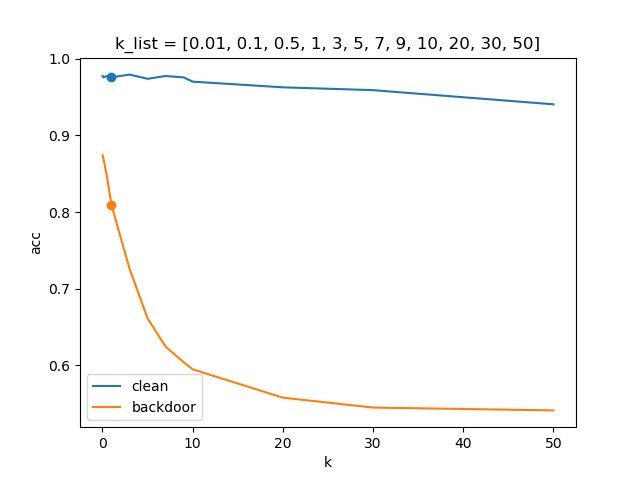 k_list = [0.01, 0.1, 0.5, 1, 3, 5, 7, 9, 10, 20, 30, 50]
1.0
0.9
0.8
0.7
0.6
acc
clean
backdoor
0 10 20 30 40 50
k